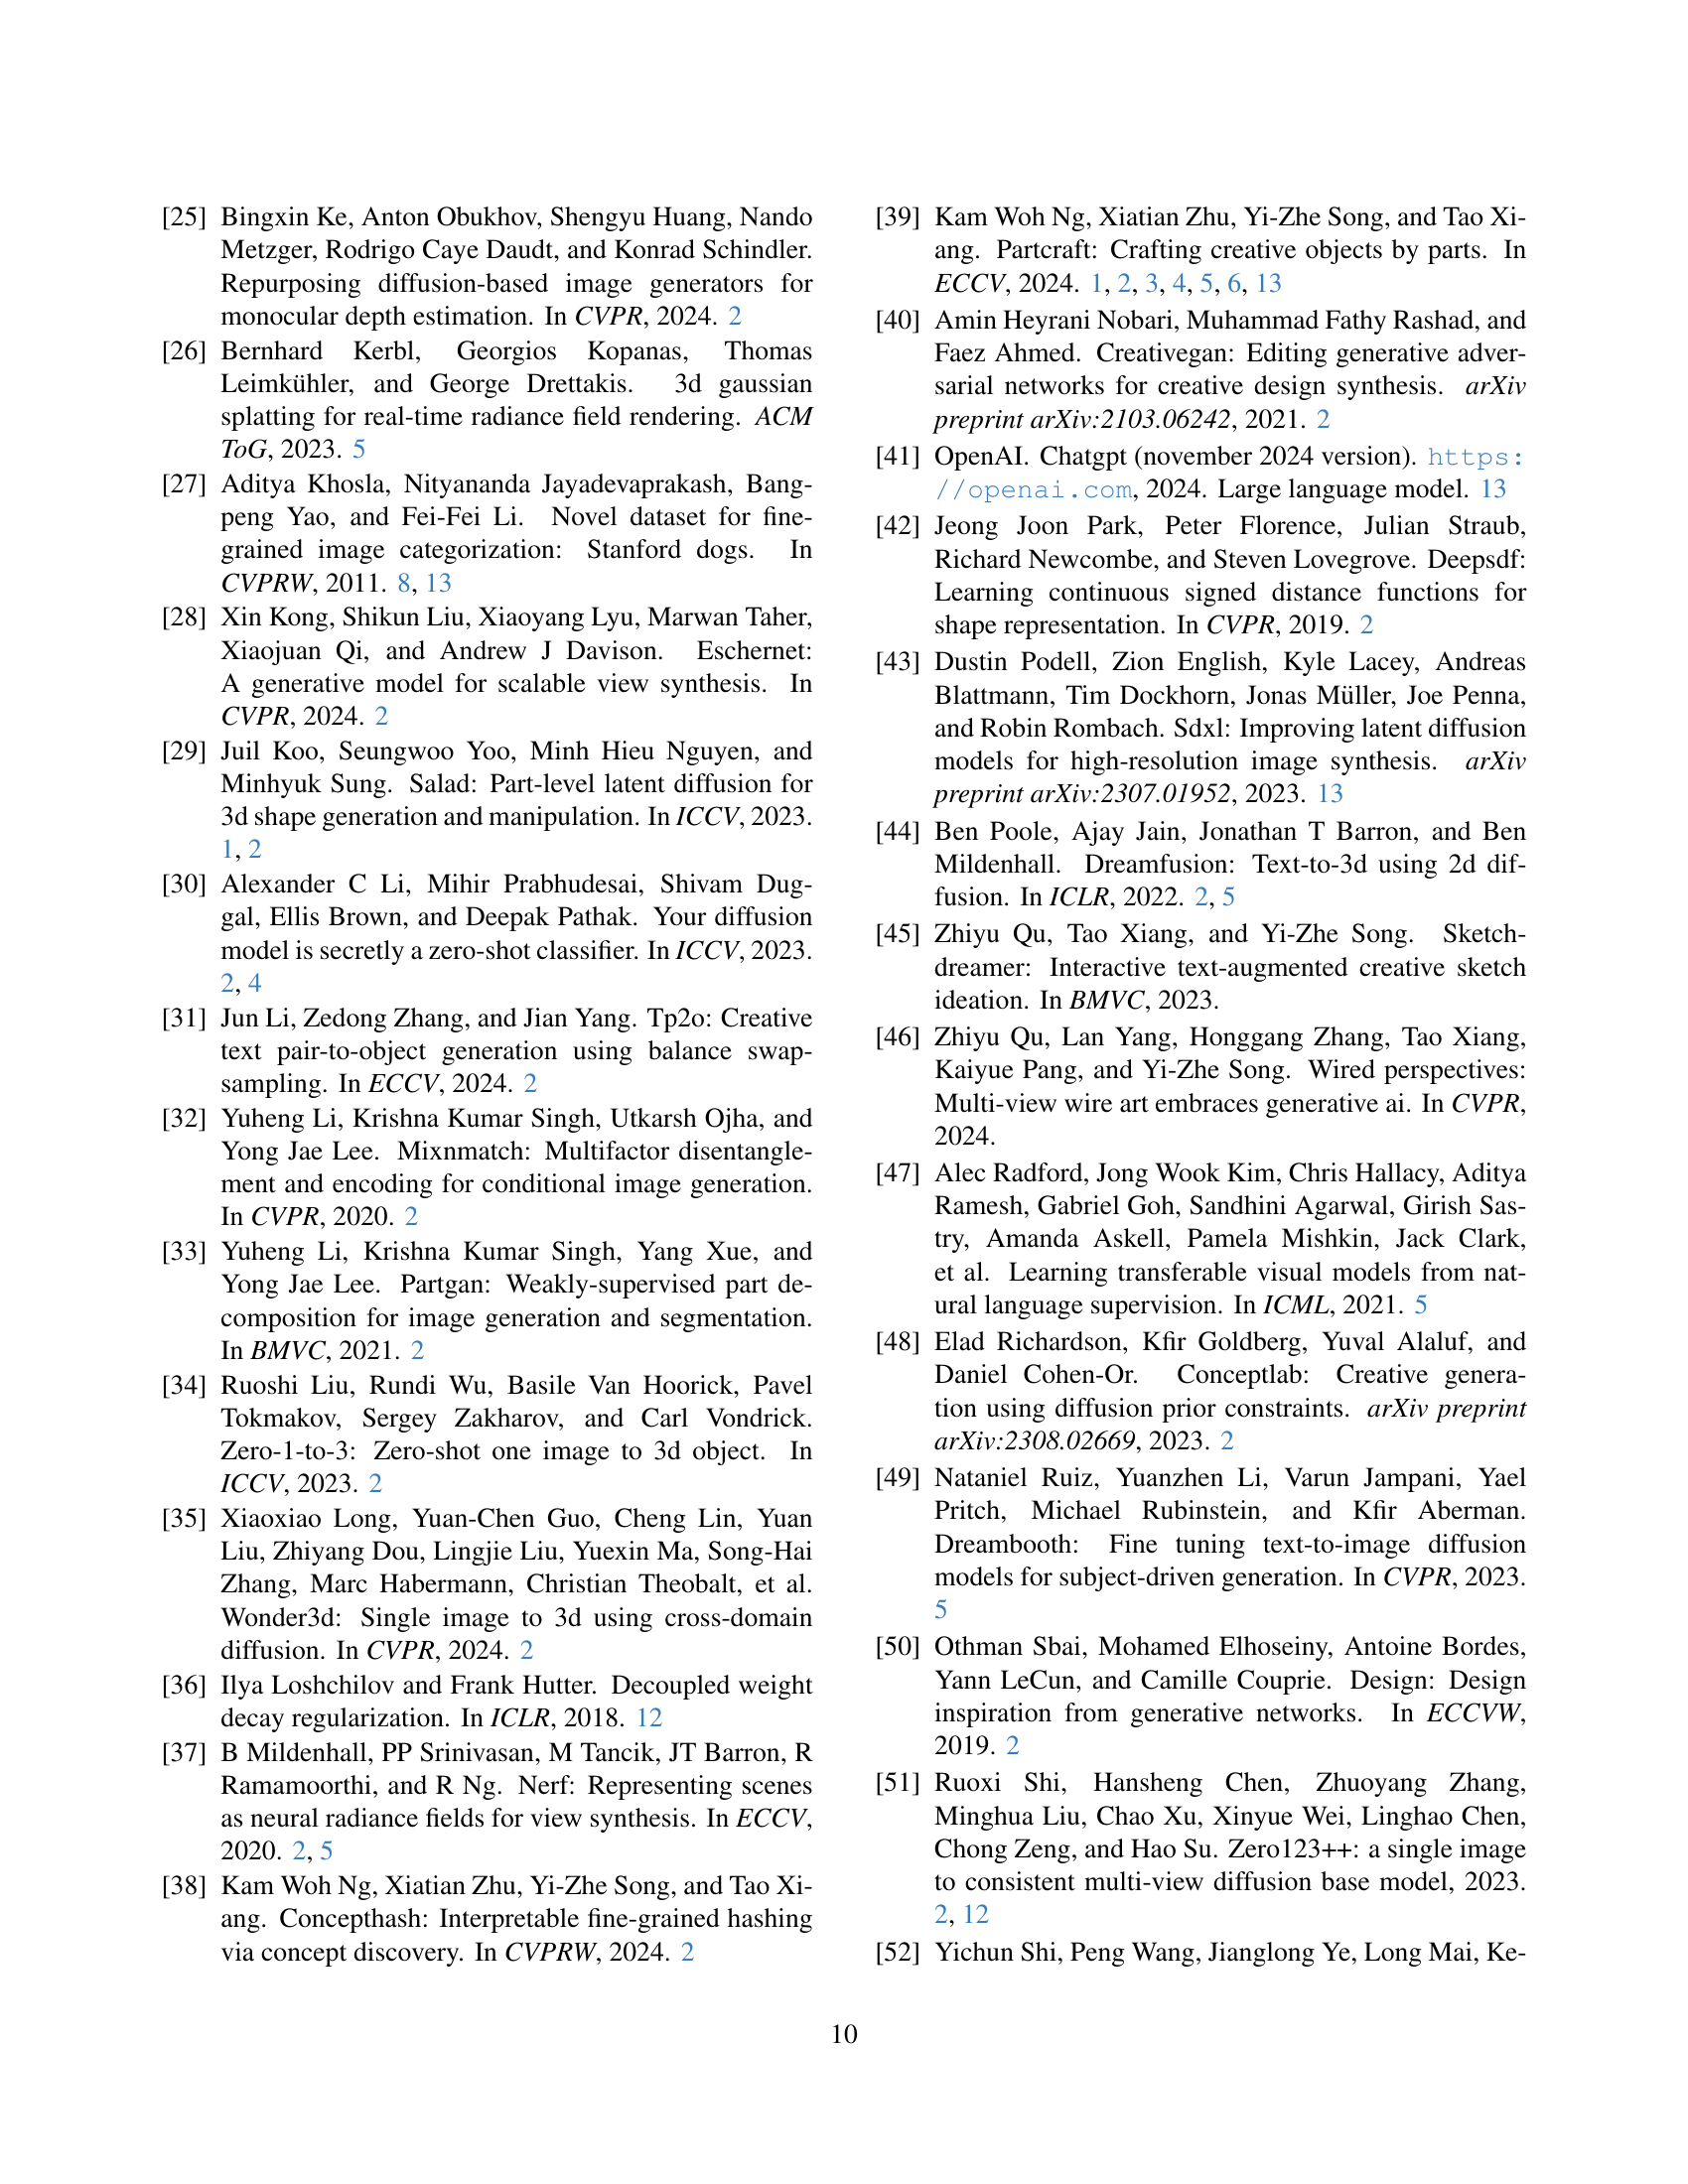 [25] Bingxin Ke, Anton Obukhov, Shengyu Huang, Nando
Metzger, Rodrigo Caye Daudt, and Konrad Schindler.
Repurposing diffusion-based image generators for
monocular depth estimation. In CVPR, 2024. 2
[26] Bernhard Kerbl, Georgios Kopanas, Thomas
Leimkühler, and George Drettakis. 3d gaussian
splatting for real-time radiance field rendering. ACM
ToG, 2023. 5
[27] Aditya Khosla, Nityananda Jayadevaprakash, Bang-
peng Yao, and Fei-Fei Li. Novel dataset for fine-
grained image categorization: Stanford dogs. In
CVPRW, 2011. 8, 13
[28] Xin Kong, Shikun Liu, Xiaoyang Lyu, Marwan Taher,
Xiaojuan Qi, and Andrew J Davison. Eschernet:
A generative model for scalable view synthesis. In
CVPR, 2024. 2
[29] Juil Koo, Seungwoo Yoo, Minh Hieu Nguyen, and
Minhyuk Sung. Salad: Part-level latent diffusion for
3d shape generation and manipulation. In ICCV, 2023.
1, 2
[30] Alexander C Li, Mihir Prabhudesai, Shivam Dug-
gal, Ellis Brown, and Deepak Pathak. Your diffusion
model is secretly a zero-shot classifier. In ICCV, 2023.
2, 4
[31] Jun Li, Zedong Zhang, and Jian Yang. Tp2o: Creative
text pair-to-object generation using balance swap-
sampling. In ECCV, 2024. 2
[32] Yuheng Li, Krishna Kumar Singh, Utkarsh Ojha, and
Yong Jae Lee. Mixnmatch: Multifactor disentangle-
ment and encoding for conditional image generation.
In CVPR, 2020. 2
[33] Yuheng Li, Krishna Kumar Singh, Yang Xue, and
Yong Jae Lee. Partgan: Weakly-supervised part de-
composition for image generation and segmentation.
In BMVC, 2021. 2
[34] Ruoshi Liu, Rundi Wu, Basile Van Hoorick, Pavel
Tokmakov, Sergey Zakharov, and Carl Vondrick.
Zero-1-to-3: Zero-shot one image to 3d object. In
ICCV, 2023. 2
[35] Xiaoxiao Long, Yuan-Chen Guo, Cheng Lin, Yuan
Liu, Zhiyang Dou, Lingjie Liu, Yuexin Ma, Song-Hai
Zhang, Marc Habermann, Christian Theobalt, et al.
Wonder3d: Single image to 3d using cross-domain
diffusion. In CVPR, 2024. 2
[36] Ilya Loshchilov and Frank Hutter. Decoupled weight
decay regularization. In ICLR, 2018. 12
[37] B Mildenhall, PP Srinivasan, M Tancik, JT Barron, R
Ramamoorthi, and R Ng. Nerf: Representing scenes
as neural radiance fields for view synthesis. In ECCV,
2020. 2, 5
[38] Kam Woh Ng, Xiatian Zhu, Yi-Zhe Song, and Tao Xi-
ang. Concepthash: Interpretable fine-grained hashing
via concept discovery. In CVPRW, 2024. 2
[39] Kam Woh Ng, Xiatian Zhu, Yi-Zhe Song, and Tao Xi-
ang. Partcraft: Crafting creative objects by parts. In
ECCV, 2024. 1, 2, 3, 4, 5, 6, 13
[40] Amin Heyrani Nobari, Muhammad Fathy Rashad, and
Faez Ahmed. Creativegan: Editing generative adver-
sarial networks for creative design synthesis. arXiv
preprint arXiv:2103.06242, 2021. 2
[41] OpenAI. Chatgpt (november 2024 version). https:
//openai.com, 2024. Large language model. 13
[42] Jeong Joon Park, Peter Florence, Julian Straub,
Richard Newcombe, and Steven Lovegrove. Deepsdf:
Learning continuous signed distance functions for
shape representation. In CVPR, 2019. 2
[43] Dustin Podell, Zion English, Kyle Lacey, Andreas
Blattmann, Tim Dockhorn, Jonas Müller, Joe Penna,
and Robin Rombach. Sdxl: Improving latent diffusion
models for high-resolution image synthesis. arXiv
preprint arXiv:2307.01952, 2023. 13
[44] Ben Poole, Ajay Jain, Jonathan T Barron, and Ben
Mildenhall. Dreamfusion: Text-to-3d using 2d dif-
fusion. In ICLR, 2022. 2, 5
[45] Zhiyu Qu, Tao Xiang, and Yi-Zhe Song. Sketch-
dreamer: Interactive text-augmented creative sketch
ideation. In BMVC, 2023.
[46] Zhiyu Qu, Lan Yang, Honggang Zhang, Tao Xiang,
Kaiyue Pang, and Yi-Zhe Song. Wired perspectives:
Multi-view wire art embraces generative ai. In CVPR,
2024.
[47] Alec Radford, Jong Wook Kim, Chris Hallacy, Aditya
Ramesh, Gabriel Goh, Sandhini Agarwal, Girish Sas-
try, Amanda Askell, Pamela Mishkin, Jack Clark,
et al. Learning transferable visual models from nat-
ural language supervision. In ICML, 2021. 5
[48] Elad Richardson, Kfir Goldberg, Yuval Alaluf, and
Daniel Cohen-Or. Conceptlab: Creative genera-
tion using diffusion prior constraints. arXiv preprint
arXiv:2308.02669, 2023. 2
[49] Nataniel Ruiz, Yuanzhen Li, Varun Jampani, Yael
Pritch, Michael Rubinstein, and Kfir Aberman.
Dreambooth: Fine tuning text-to-image diffusion
models for subject-driven generation. In CVPR, 2023.
5
[50] Othman Sbai, Mohamed Elhoseiny, Antoine Bordes,
Yann LeCun, and Camille Couprie. Design: Design
inspiration from generative networks. In ECCVW,
2019. 2
[51] Ruoxi Shi, Hansheng Chen, Zhuoyang Zhang,
Minghua Liu, Chao Xu, Xinyue Wei, Linghao Chen,
Chong Zeng, and Hao Su. Zero123++: a single image
to consistent multi-view diffusion base model, 2023.
2, 12
[52] Yichun Shi, Peng Wang, Jianglong Ye, Long Mai, Ke-
10